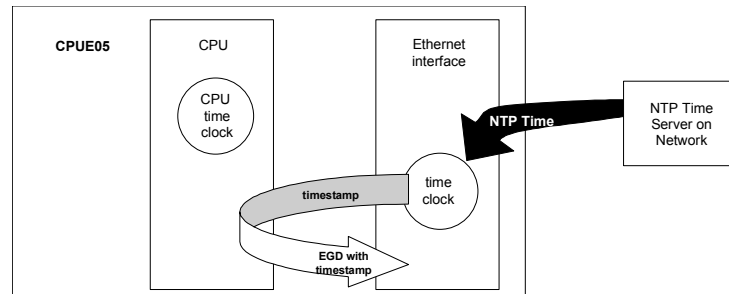 CPUE05
CPU
Ethernet
interface
CPU
time
clock
NTP Time
NTP Time
Server on
Network
timestamp
time
clock
EGD with
timestamp